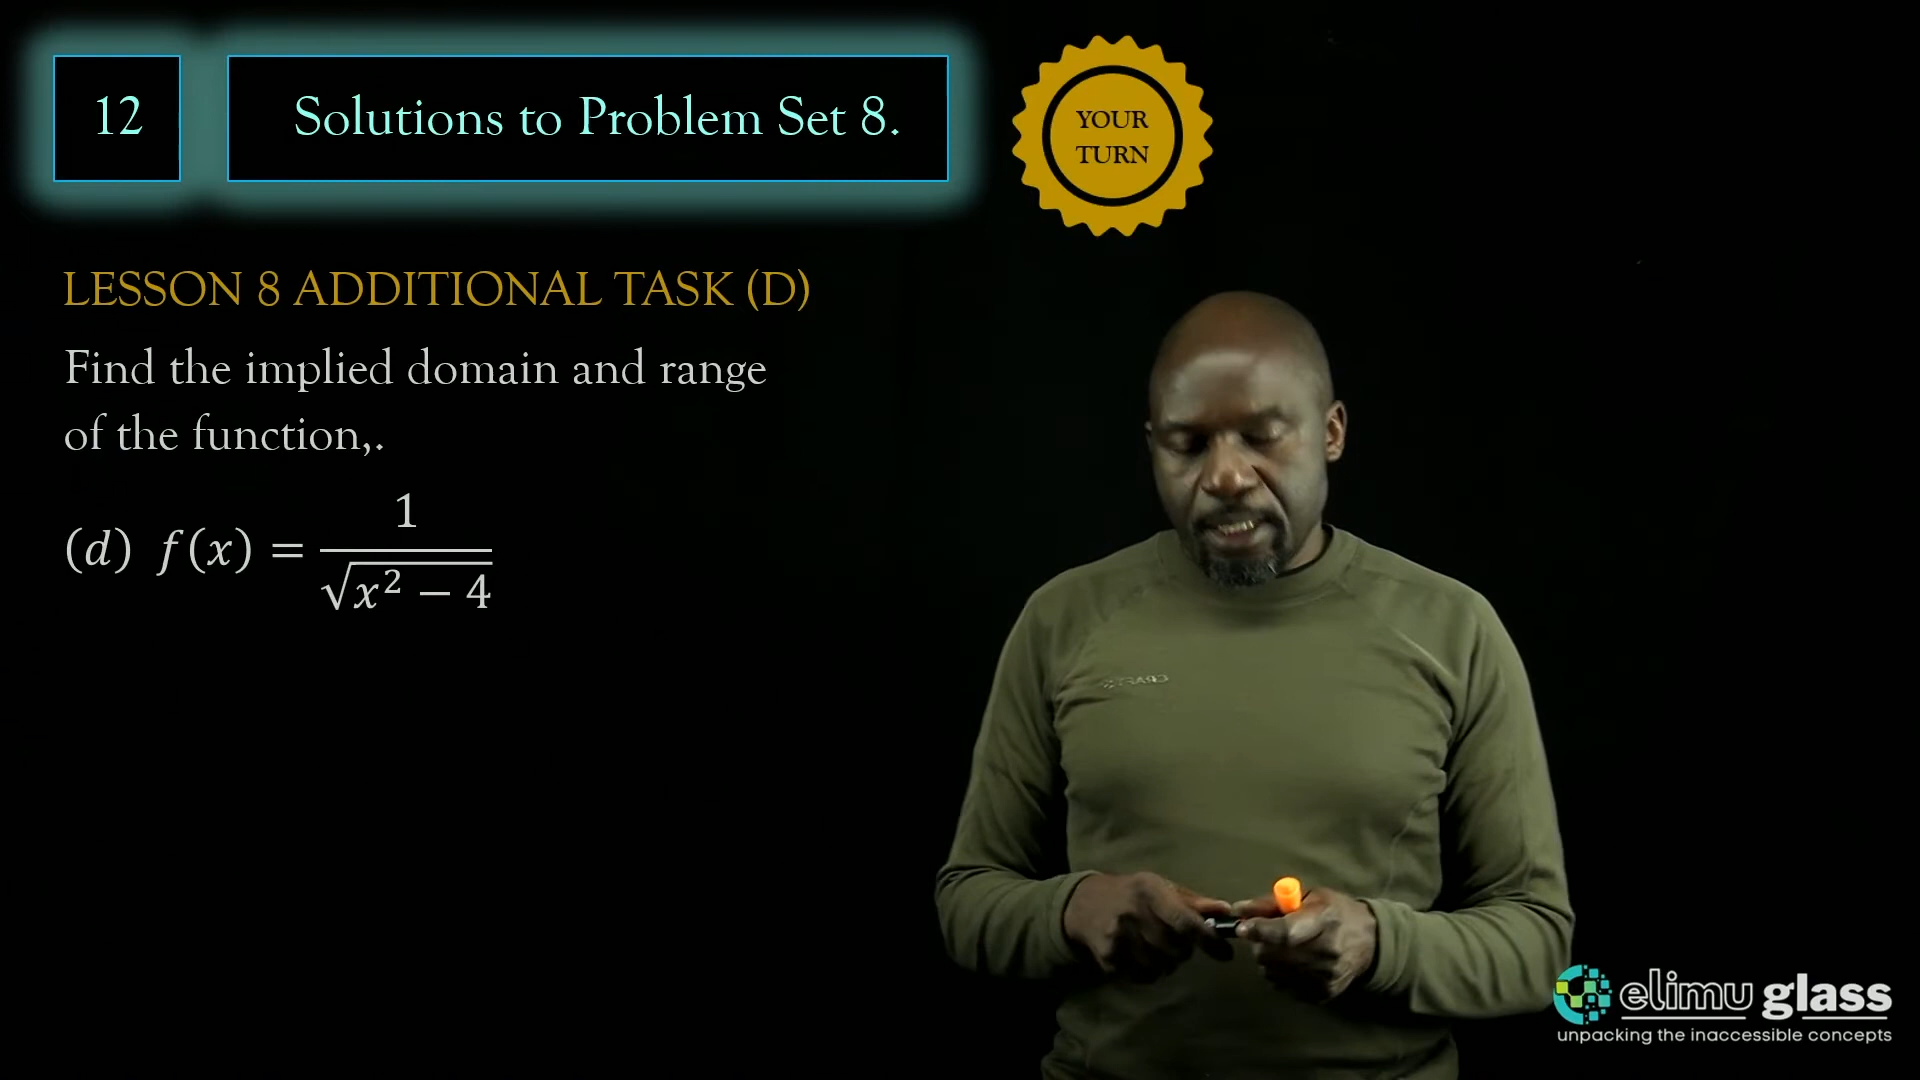 12
Solutions to Problem Set 8.
YOUR
TURN
LESSON 8 ADDITIONAL TASK (D)
Find the implied domain and range
of the function,.
(d) f(x) = 1/√(x² − 4)
elimu glass
unpacking the inaccessible concepts